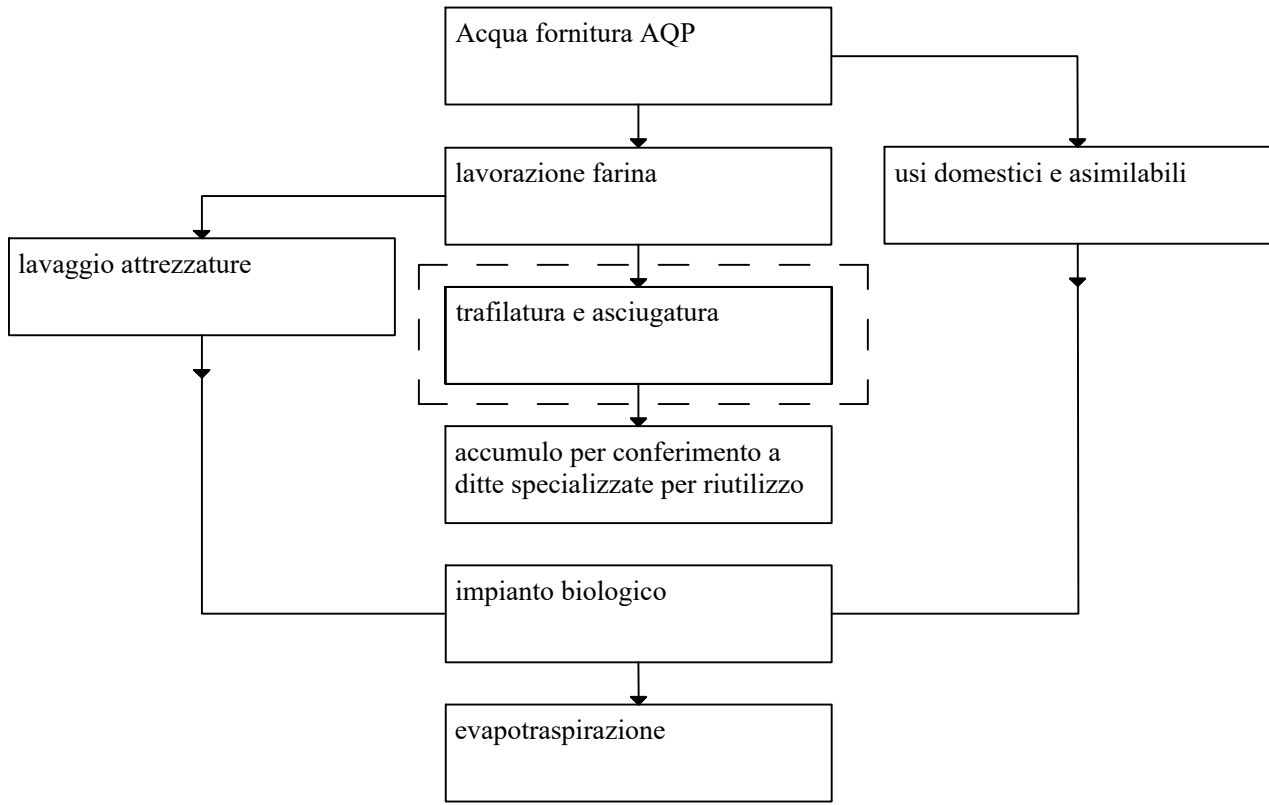 Acqua fornitura AQP
lavorazione farina
usi domestici e asimilabili
lavaggio attrezzature
trafilatura e asciugatura
accumulo per conferimento a
ditte specializzate per riutilizzo
impianto biologico
evapotraspirazione